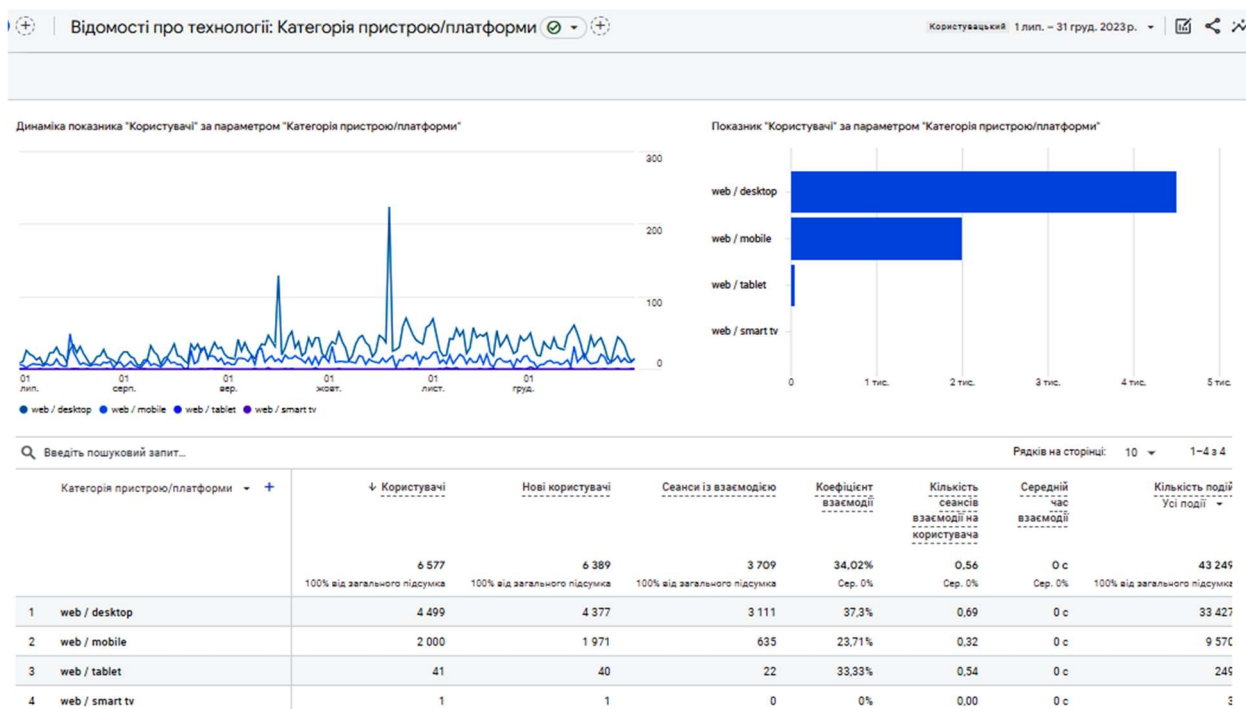 Відомості про технології: Категорія пристрою/платформи
Користувацький 1 лип. – 31 груд. 2023 р.
Динаміка показника "Користувачі" за параметром "Категорія пристрою/платформи"
300
200
100
0
01 лип.
01 серп.
01 вер.
01 жовт.
01 лист.
01 груд.
web / desktop web / mobile web / tablet web / smart tv
Показник "Користувачі" за параметром "Категорія пристрою/платформи"
web / desktop
web / mobile
web / tablet
web / smart tv
0 1 тис. 2 тис. 3 тис. 4 тис. 5 тис.
Введіть пошуковий запит… Рядків на сторінці: 10 1–4 з 4
Категорія пристрою/платформи + ↓ Користувачі Нові користувачі Сеанси із взаємодією Коефіцієнт взаємодії Кількість сеансів взаємодії на користувача Середній час взаємодії Кількість подій Усі події
6 577 6 389 3 709 34,02% 0,56 0 с 43 249
100% від загального підсумка 100% від загального підсумка 100% від загального підсумка Сер. 0% Сер. 0% Сер. 0% 100% від загального підсумка
1 web / desktop 4 499 4 377 3 111 37,3% 0,69 0 с 33 427
2 web / mobile 2 000 1 971 635 23,71% 0,32 0 с 9 570
3 web / tablet 41 40 22 33,33% 0,54 0 с 249
4 web / smart tv 1 1 0 0% 0,00 0 с 3